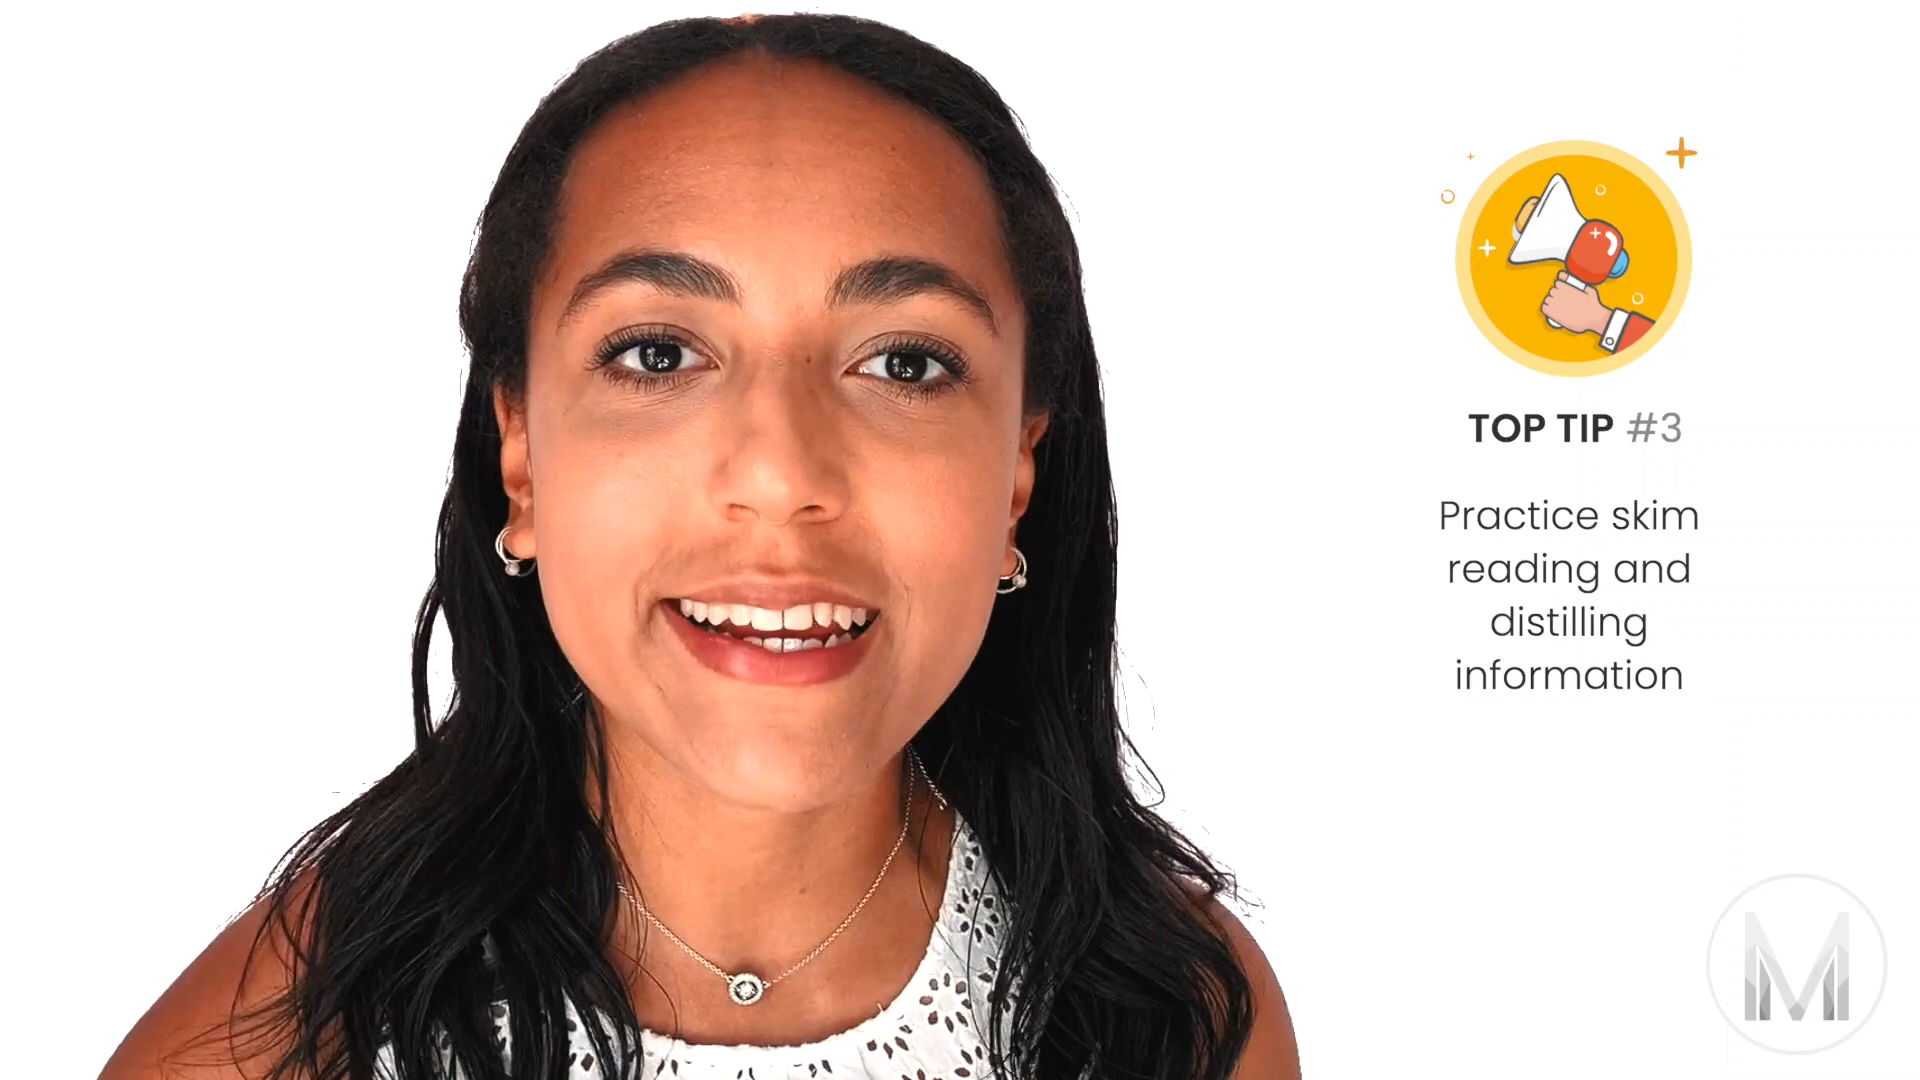 TOP TIP #3
Practice skim
reading and
distilling
information
M